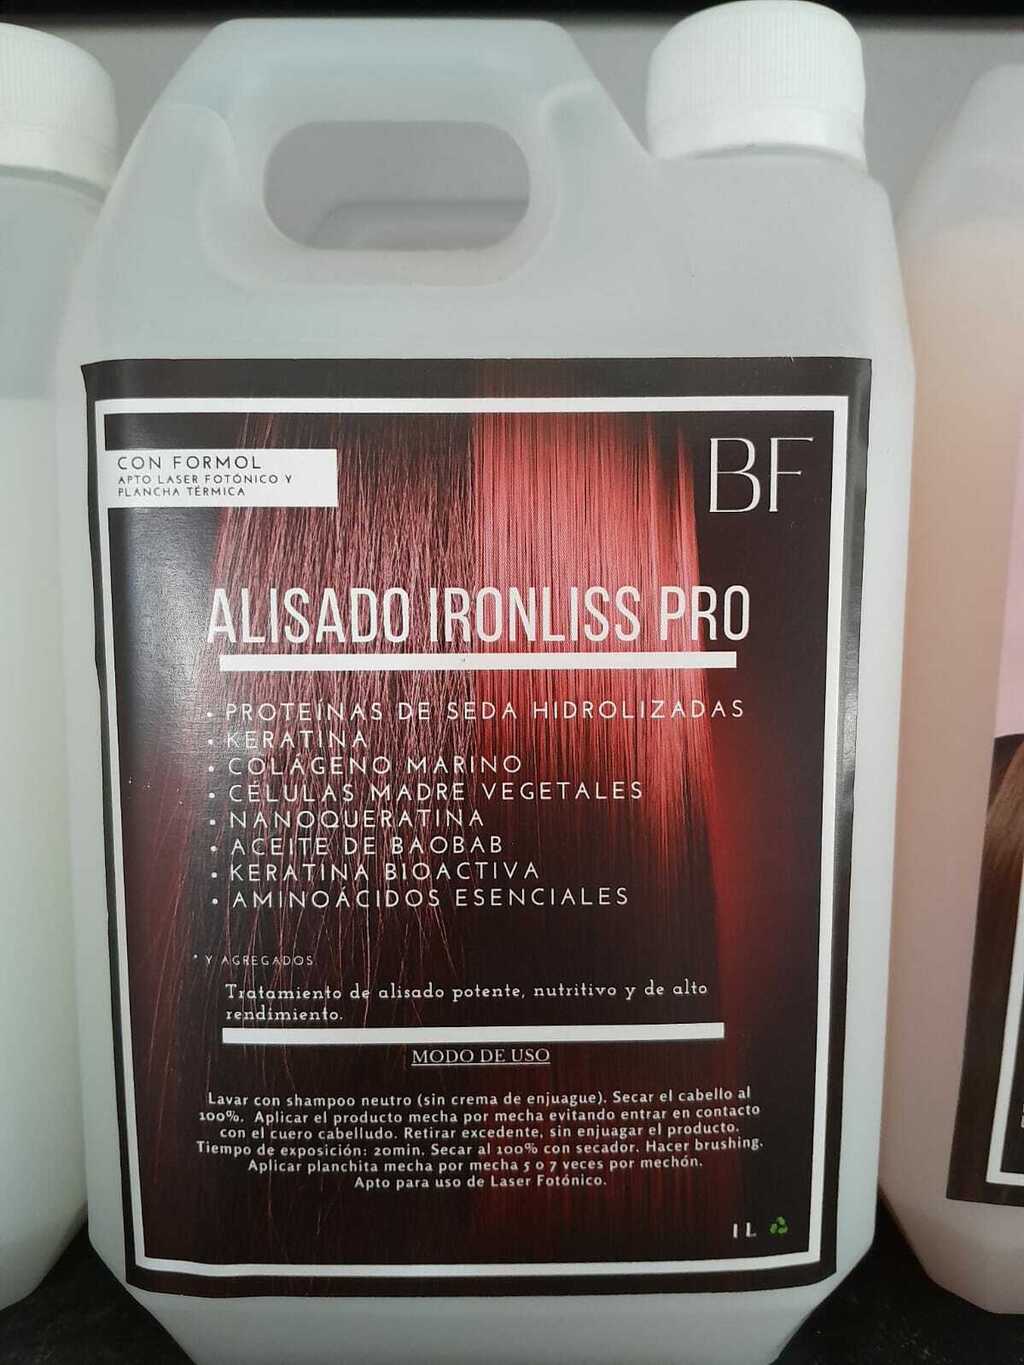 CON FORMOL
APTO LASER FOTÓNICO Y
PLANCHA TÉRMICA
BF
ALISADO IRONLISS PRO
• PROTEÍNAS DE SEDA HIDROLIZADAS
• KERATINA
• COLÁGENO MARINO
• CÉLULAS MADRE VEGETALES
• NANOQUERATINA
• ACEITE DE BAOBAB
• KERATINA BIOACTIVA
• AMINOÁCIDOS ESENCIALES
* Y AGREGADOS
Tratamiento de alisado potente, nutritivo y de alto
rendimiento.
MODO DE USO
Lavar con shampoo neutro (sin crema de enjuague). Secar el cabello al
100%. Aplicar el producto mecha por mecha evitando entrar en contacto
con el cuero cabelludo. Retirar excedente, sin enjuagar el producto.
Tiempo de exposición: 20min. Secar al 100% con secador. Hacer brushing.
Aplicar planchita mecha por mecha 5 o 7 veces por mechón.
Apto para uso de Laser Fotónico.
1 L